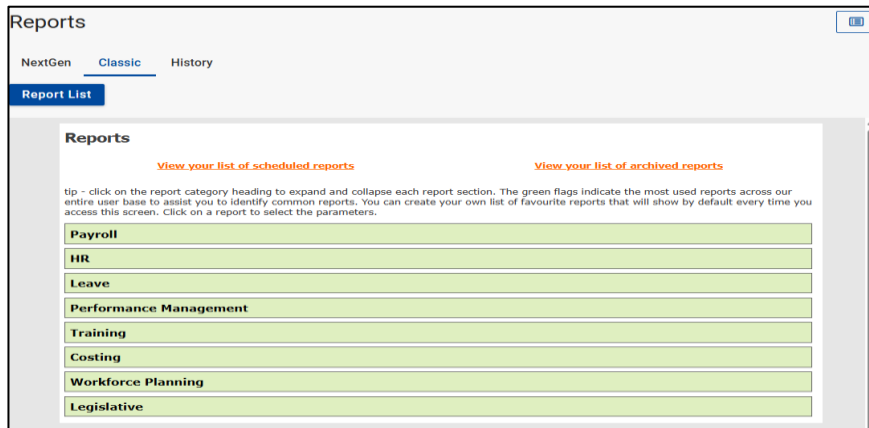 Reports
NextGen Classic History
Report List
Reports
View your list of scheduled reports View your list of archived reports
tip - click on the report category heading to expand and collapse each report section. The green flags indicate the most used reports across our
entire user base to assist you to identify common reports. You can create your own list of favourite reports that will show by default every time you
access this screen. Click on a report to select the parameters.
Payroll
HR
Leave
Performance Management
Training
Costing
Workforce Planning
Legislative